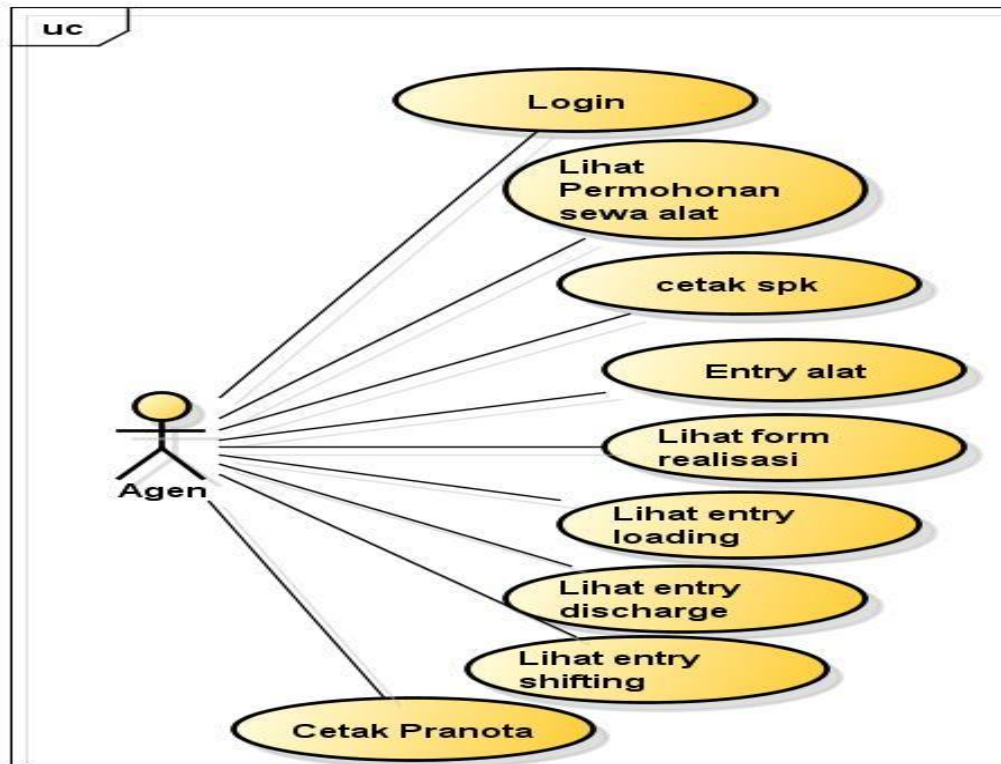 uc
Login
Lihat
Permohonan
sewa alat
cetak spk
Entry alat
Lihat form
realisasi
Agen
Lihat entry
loading
Lihat entry
discharge
Lihat entry
shifting
Cetak Pranota